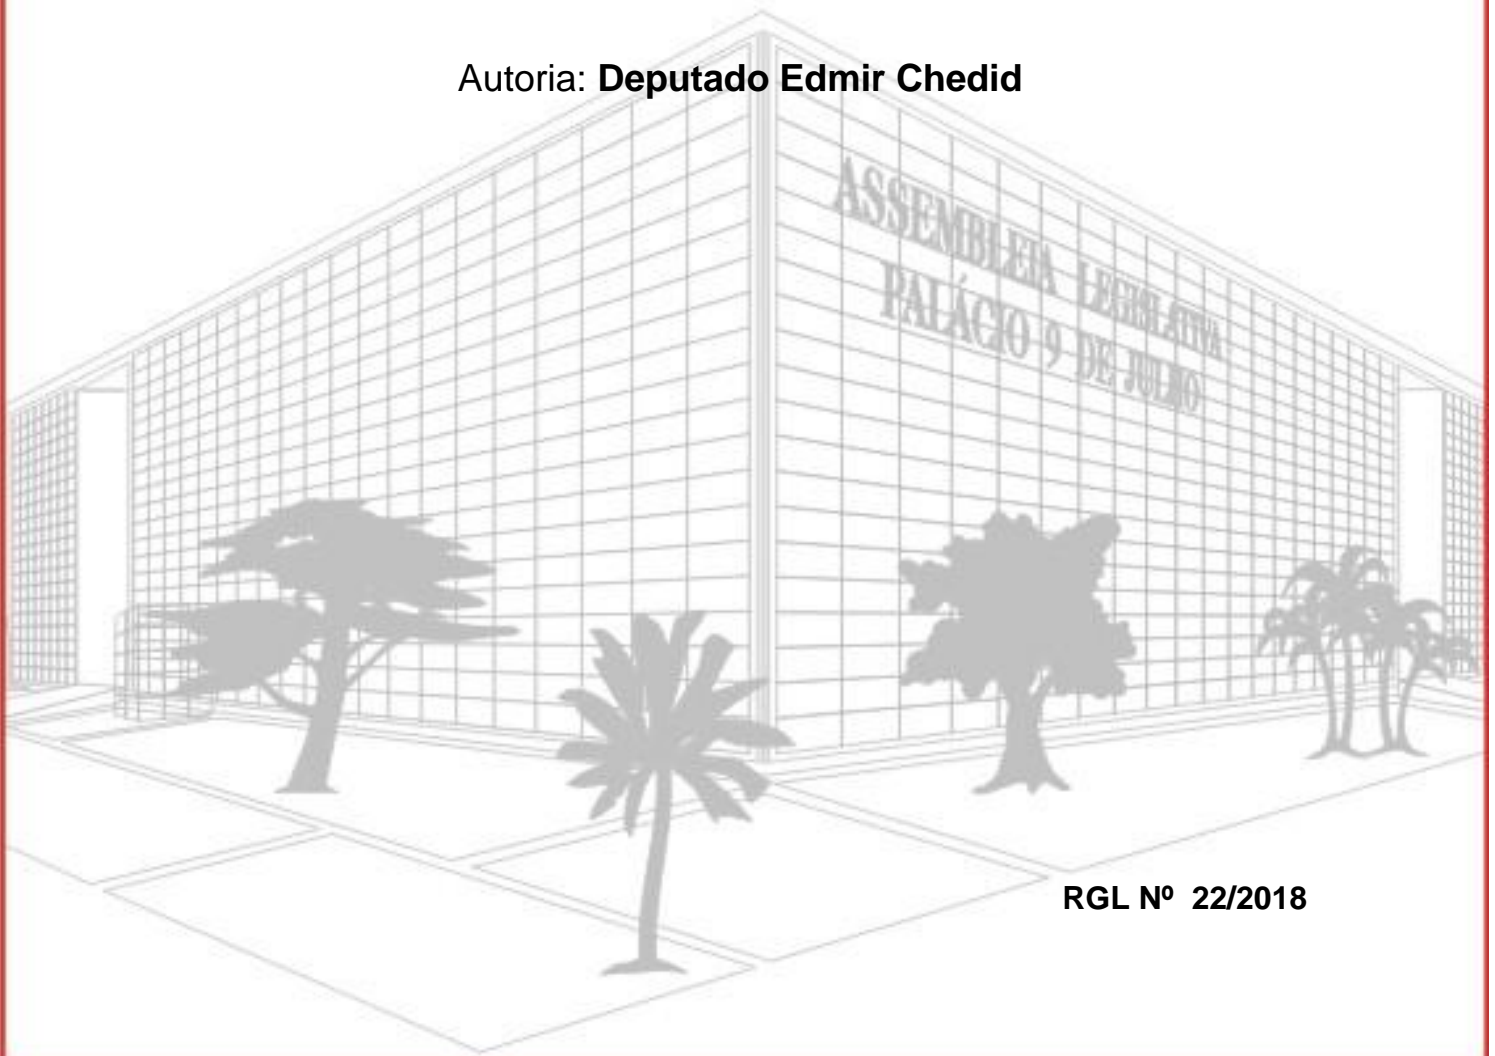 Autoria: Deputado Edmir Chedid
ASSEMBLEIA LEGISLATIVA
PALÁCIO 9 DE JULHO
RGL Nº 22/2018